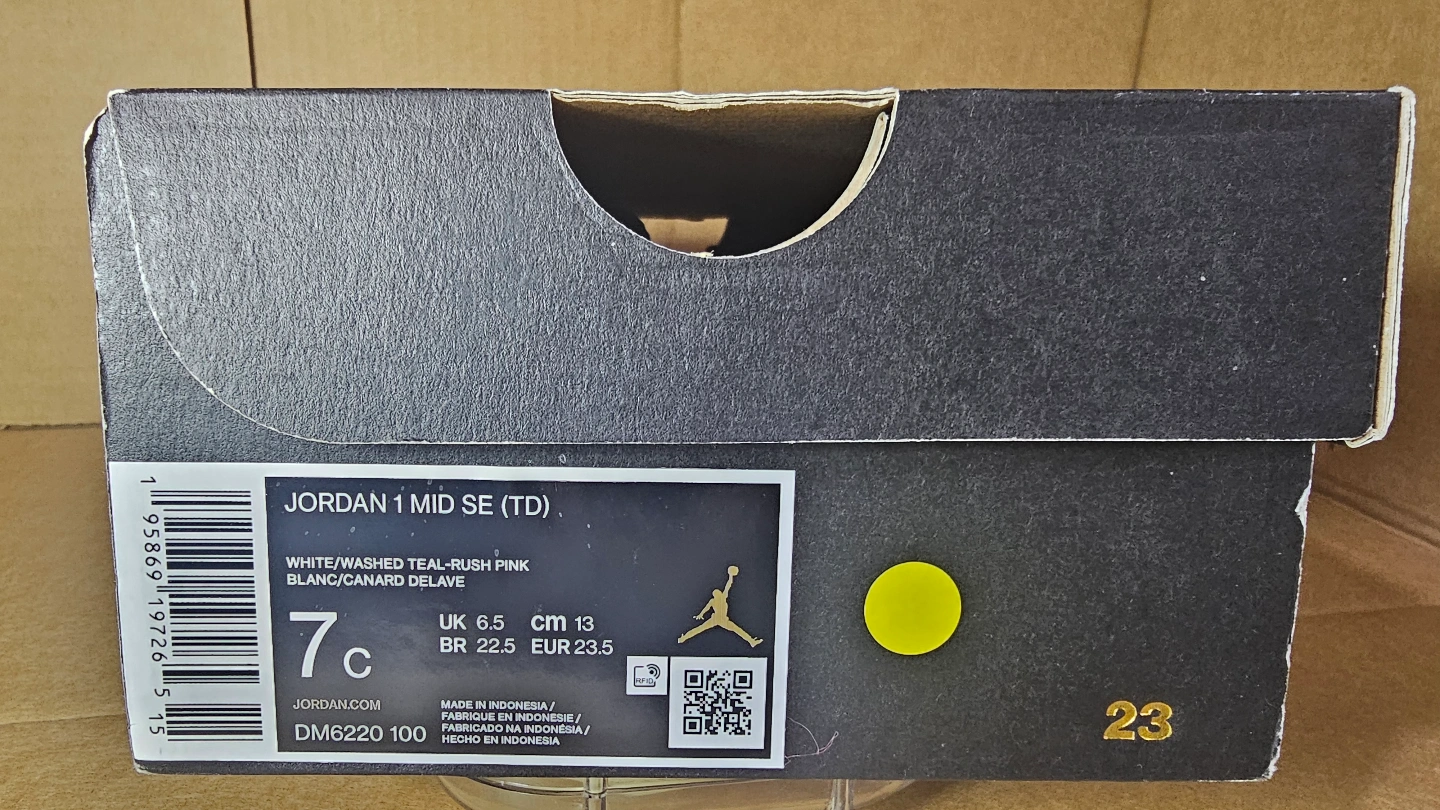 JORDAN 1 MID SE (TD)
WHITE/WASHED TEAL-RUSH PINK
BLANC/CANARD DELAVE
7C
UK 6.5 cm 13
BR 22.5 EUR 23.5
RFID
JORDAN.COM
DM6220 100
MADE IN INDONESIA /
FABRIQUE EN INDONESIE /
FABRICADO NA INDONÉSIA /
HECHO EN INDONESIA
1 95869 19726 5 15
23